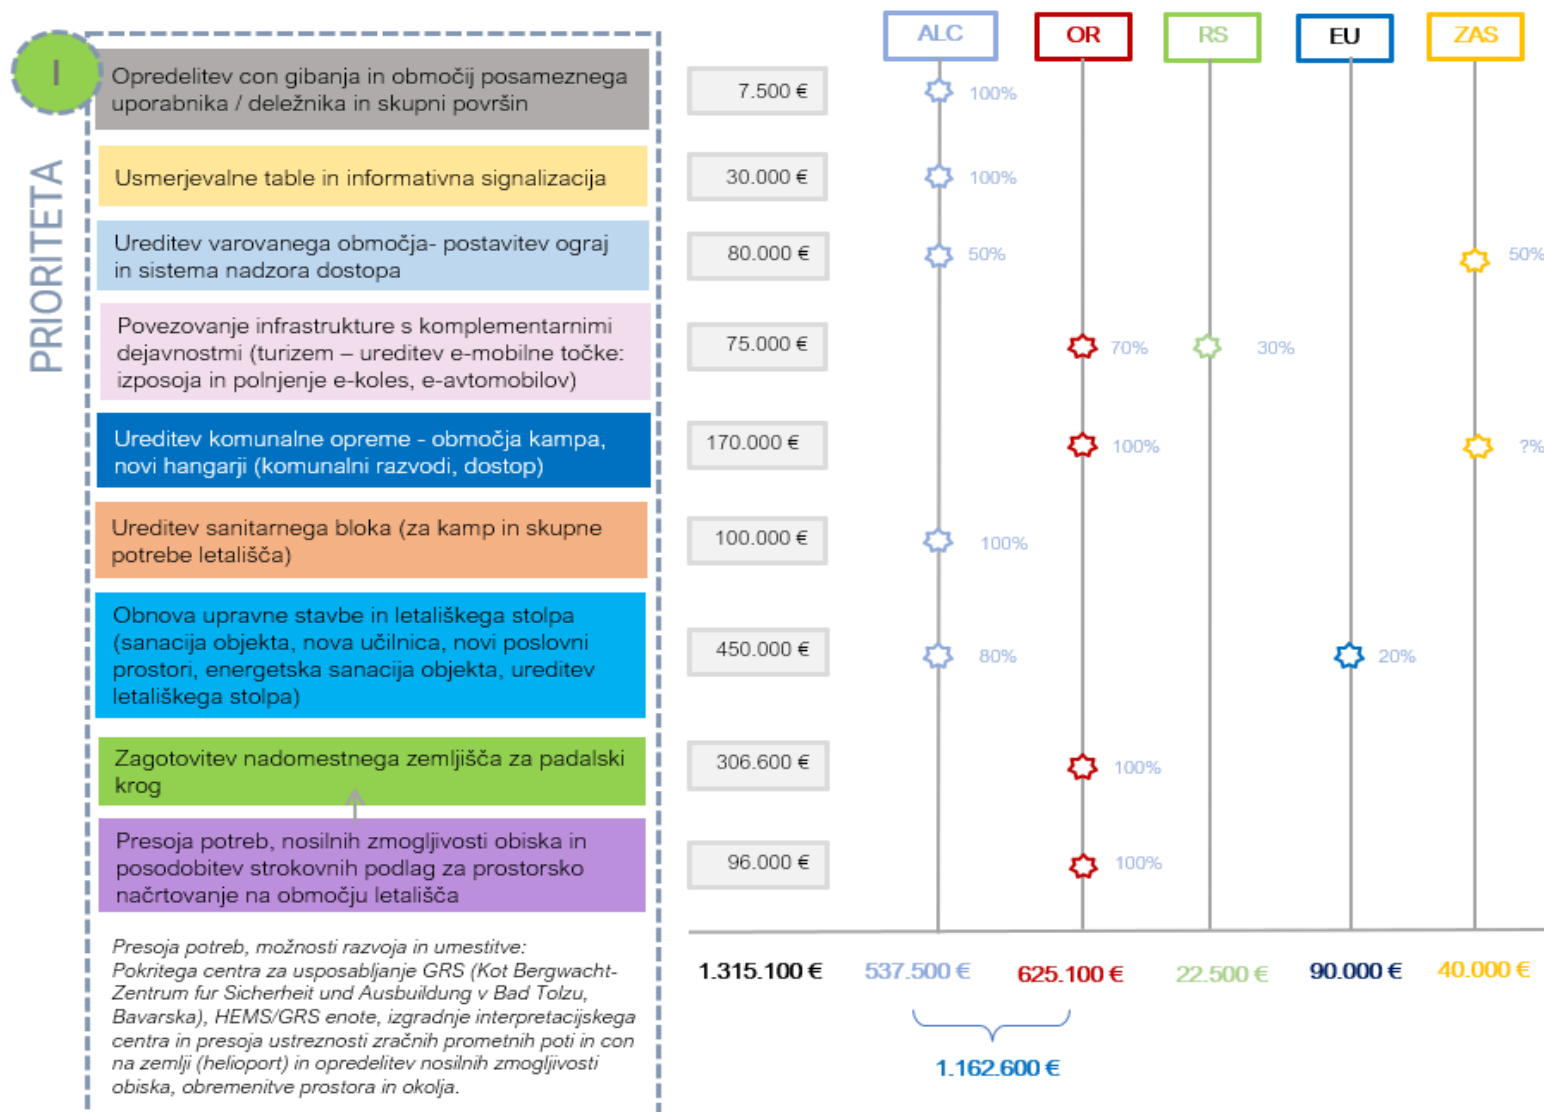 ALC
OR
RS
EU
ZAS
I
PRIORITETA
Opredelitev con gibanja in območij posameznega
uporabnika / deležnika in skupni površin
7.500 €
100%
Usmerjevalne table in informativna signalizacija
30.000 €
100%
Ureditev varovanega območja- postavitev ograj
in sistema nadzora dostopa
80.000 €
50%
50%
Povezovanje infrastrukture s komplementarnimi
dejavnostmi (turizem – ureditev e-mobilne točke:
izposoja in polnjenje e-koles, e-avtomobilov)
75.000 €
70%
30%
Ureditev komunalne opreme - območja kampa,
novi hangarji (komunalni razvodi, dostop)
170.000 €
100%
?%
Ureditev sanitarnega bloka (za kamp in skupne
potrebe letališča)
100.000 €
100%
Obnova upravne stavbe in letališkega stolpa
(sanacija objekta, nova učilnica, novi poslovni
prostori, energetska sanacija objekta, ureditev
letališkega stolpa)
450.000 €
80%
20%
Zagotovitev nadomestnega zemljišča za padalski
krog
306.600 €
100%
Presoja potreb, nosilnih zmogljivosti obiska in
posodobitev strokovnih podlag za prostorsko
načrtovanje na območju letališča
96.000 €
100%
Presoja potreb, možnosti razvoja in umestitve:
Pokritega centra za usposabljanje GRS (Kot Bergwacht-
Zentrum fur Sicherheit und Ausbuildung v Bad Tolzu,
Bavarska), HEMS/GRS enote, izgradnje interpretacijskega
centra in presoja ustreznosti zračnih prometnih poti in con
na zemlji (helioport) in opredelitev nosilnih zmogljivosti
obiska, obremenitve prostora in okolja.
1.315.100 €
537.500 €
625.100 €
22.500 €
90.000 €
40.000 €
1.162.600 €